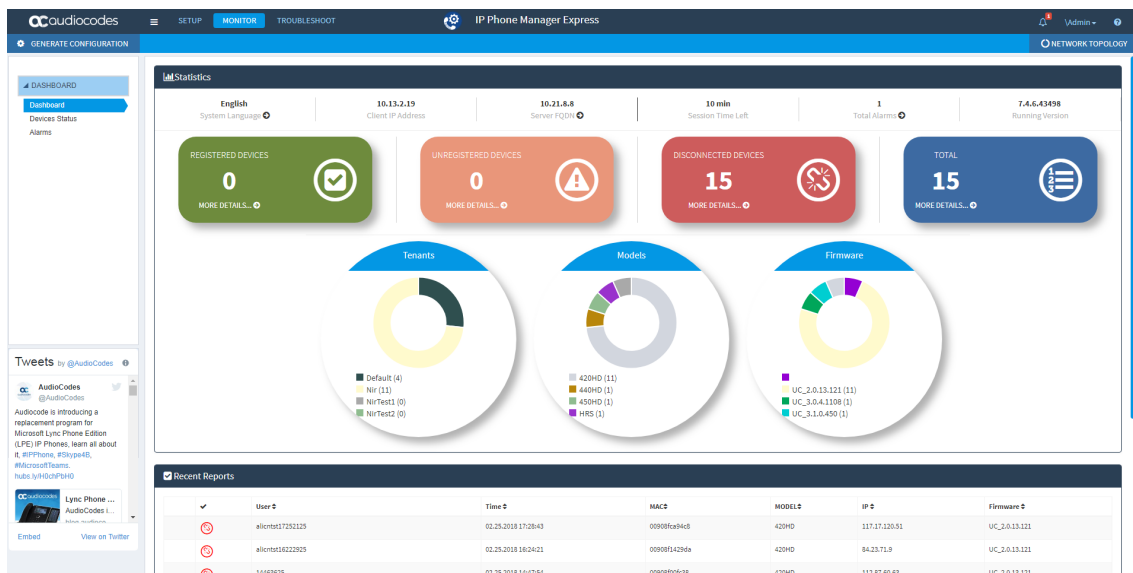 audiocodes
SETUP MONITOR TROUBLESHOOT
IP Phone Manager Express
1
\Admin
GENERATE CONFIGURATION
NETWORK TOPOLOGY
DASHBOARD
Dashboard
Devices Status
Alarms
Statistics
English
System Language
10.13.2.19
Client IP Address
10.21.8.8
Server FQDN
10 min
Session Time Left
1
Total Alarms
7.4.6.43498
Running Version
REGISTERED DEVICES
0
MORE DETAILS...
UNREGISTERED DEVICES
0
MORE DETAILS...
DISCONNECTED DEVICES
15
MORE DETAILS...
TOTAL
15
MORE DETAILS...
Tenants
Default (4)
Nir (11)
NirTest1 (0)
NirTest2 (0)
Models
420HD (11)
440HD (1)
450HD (1)
HRS (1)
Firmware
UC_2.0.13.121 (11)
UC_3.0.4.1108 (1)
UC_3.1.0.450 (1)
Tweets by @AudioCodes
AudioCodes
@AudioCodes
Audiocode is introducing a
replacement program for
Microsoft Lync Phone Edition
(LPE) IP Phones, learn all about
it, #IPPhone, #Skype4B,
#MicrosoftTeams.
hubs.ly/H0chPbH0
audiocodes
Lync Phone ...
AudioCodes i...
Embed
View on Twitter
Recent Reports
User Time MAC MODEL IP Firmware
alicntst17252125 02.25.2018 17:28:43 00908fca94c8 420HD 117.17.120.51 UC_2.0.13.121
alicntst16222925 02.25.2018 16:24:21 00908f1429da 420HD 84.23.71.9 UC_2.0.13.121